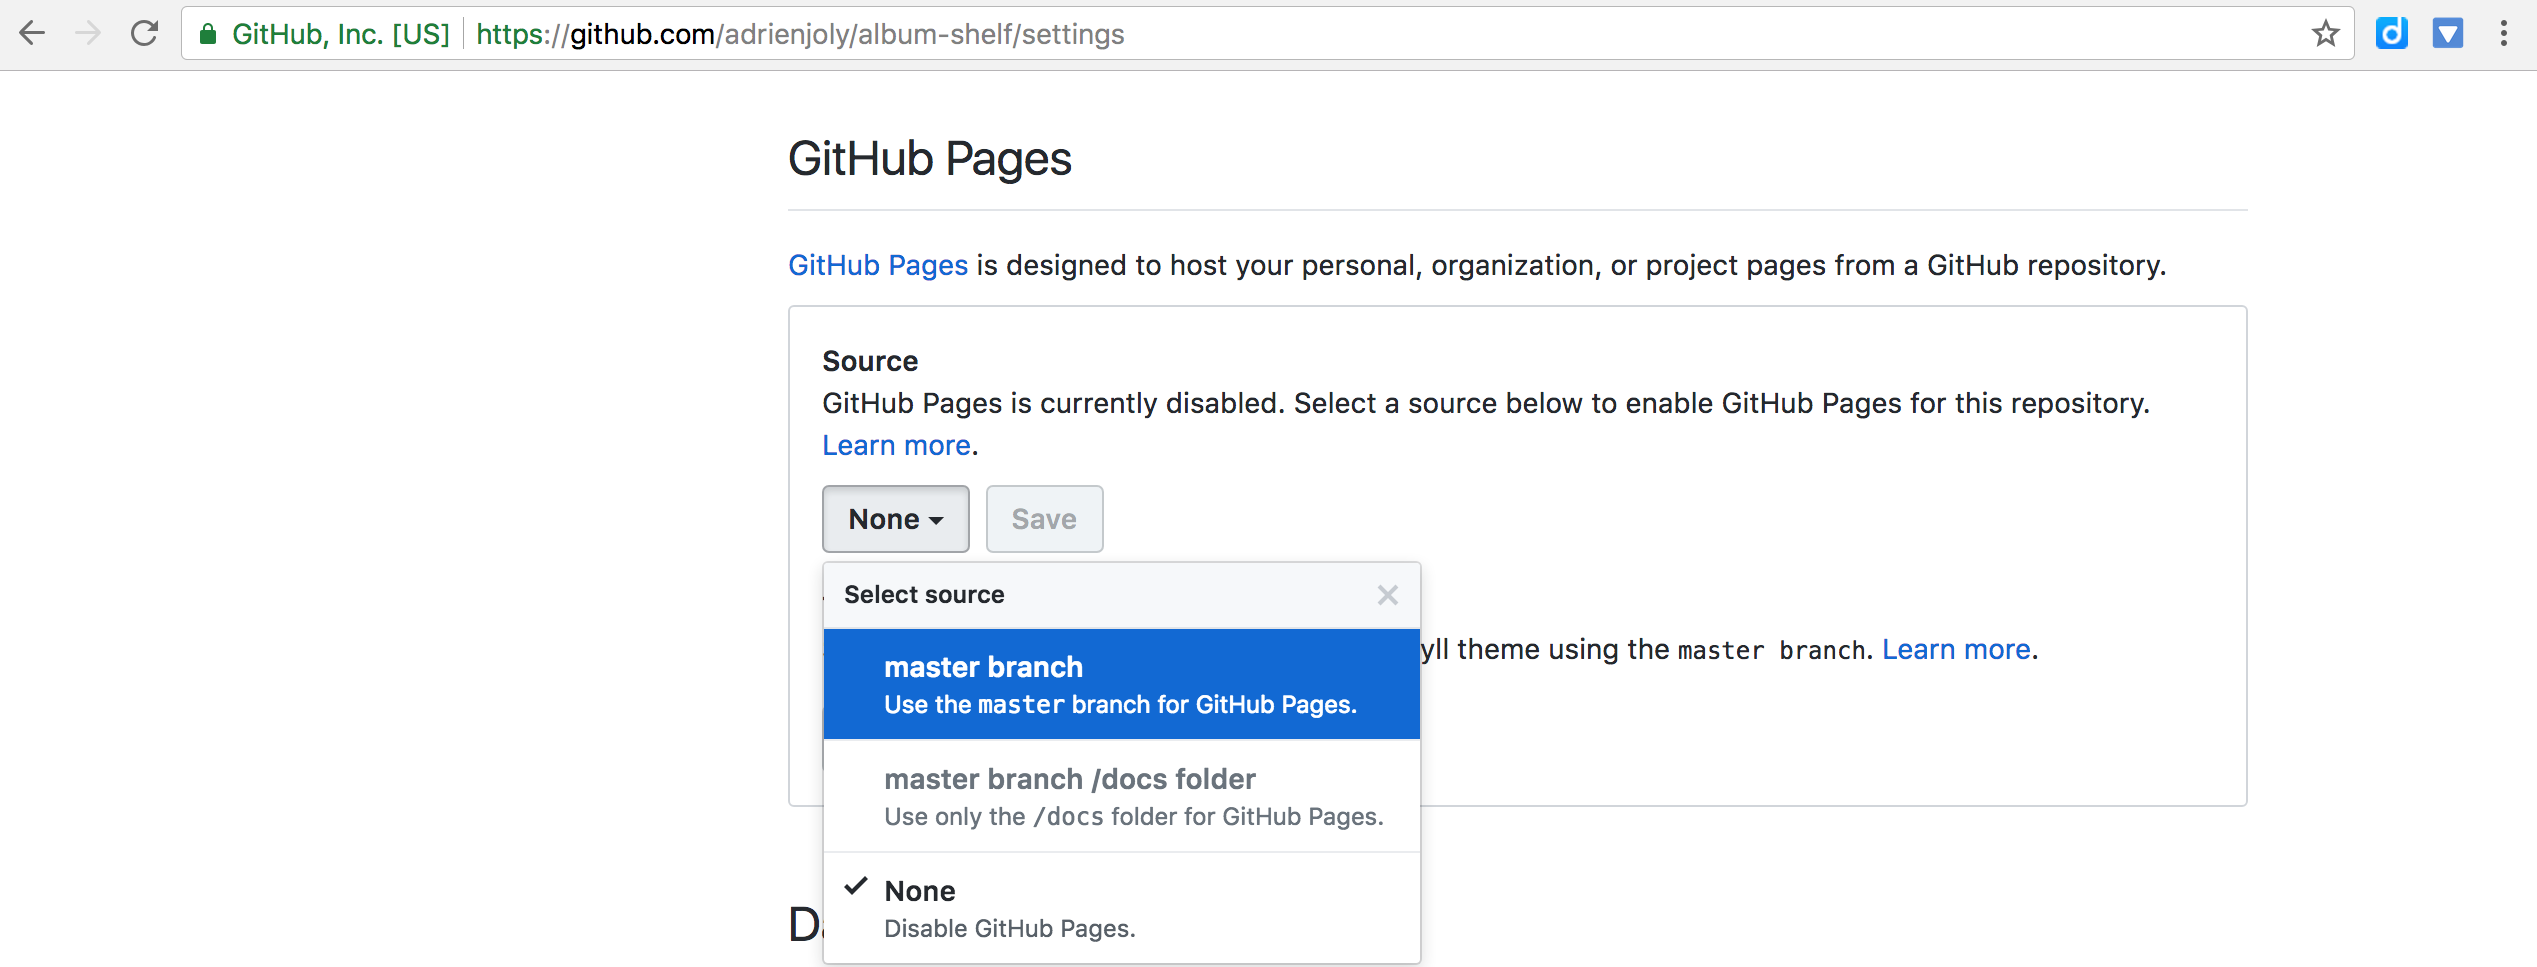 GitHub, Inc. [US] https://github.com/adrienjoly/album-shelf/settings
GitHub Pages
GitHub Pages is designed to host your personal, organization, or project pages from a GitHub repository.
Source
GitHub Pages is currently disabled. Select a source below to enable GitHub Pages for this repository.
Learn more.
None Save
Select source
yll theme using the master branch. Learn more.
master branch
Use the master branch for GitHub Pages.
master branch /docs folder
Use only the /docs folder for GitHub Pages.
None
Disable GitHub Pages.